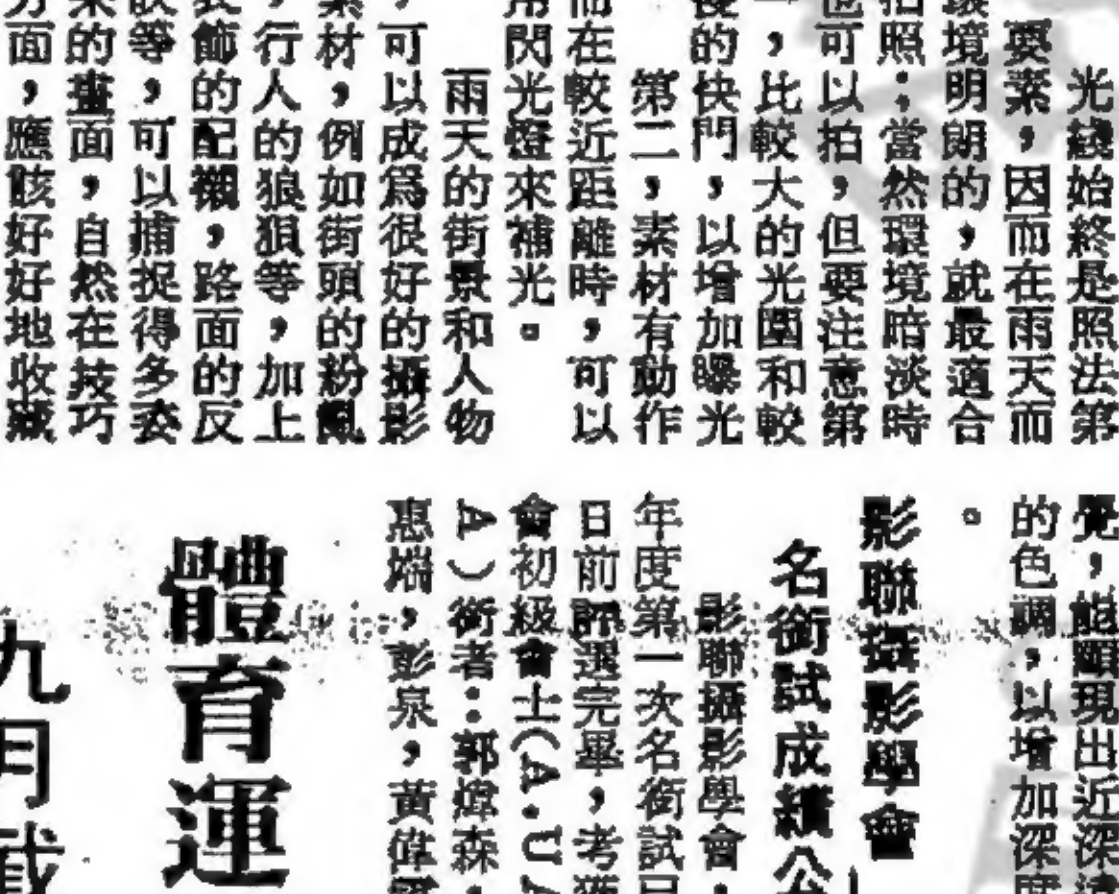 光綫始終是照法第
要素，因而在雨天而
環境明朗的，就最適合
拍照；當然環境暗淡時
也可以拍，但要注意第
一，比較大的光圈和較
慢的快門，以增加曝光
第二，素材有動作
而在較近距離時，可以
用閃光燈來補光。
雨天的街景和人物
，可以成爲很好的攝影
素材，例如街頭的粉飄
，行人的狼狽等，加上
衣飾的配襯，路面的反
等，可以捕捉得多衣
的畫面，自然在技巧
方面，應該好好地收藏
覺，能顯現出近深
的色調，以增加深
。
影聯攝影學會
名銜試成績公
影聯攝影學會，
年度第一次名銜試已
日前評選完畢，考獲
會初級會士(A.UA
A）銜者：郭煒森，
惠端，彭泉，黃偉
體育運
九月